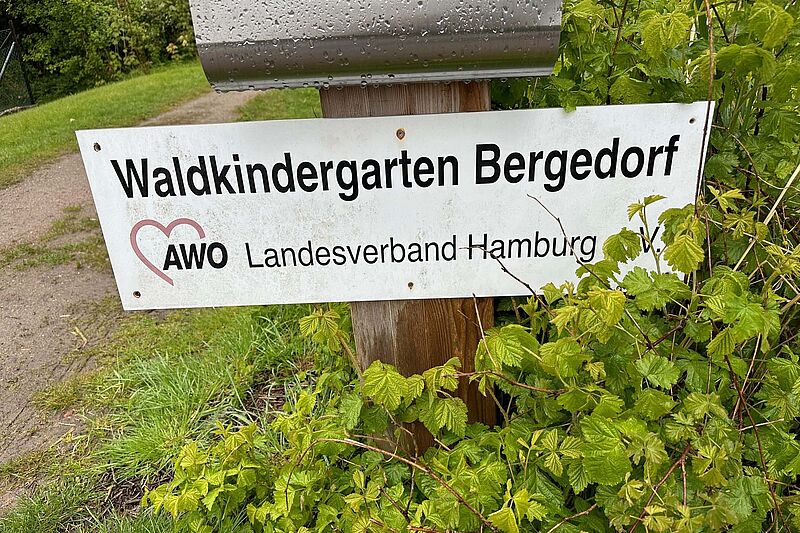 Waldkindergarten Bergedorf
AWO Landesverband Hamburg V.